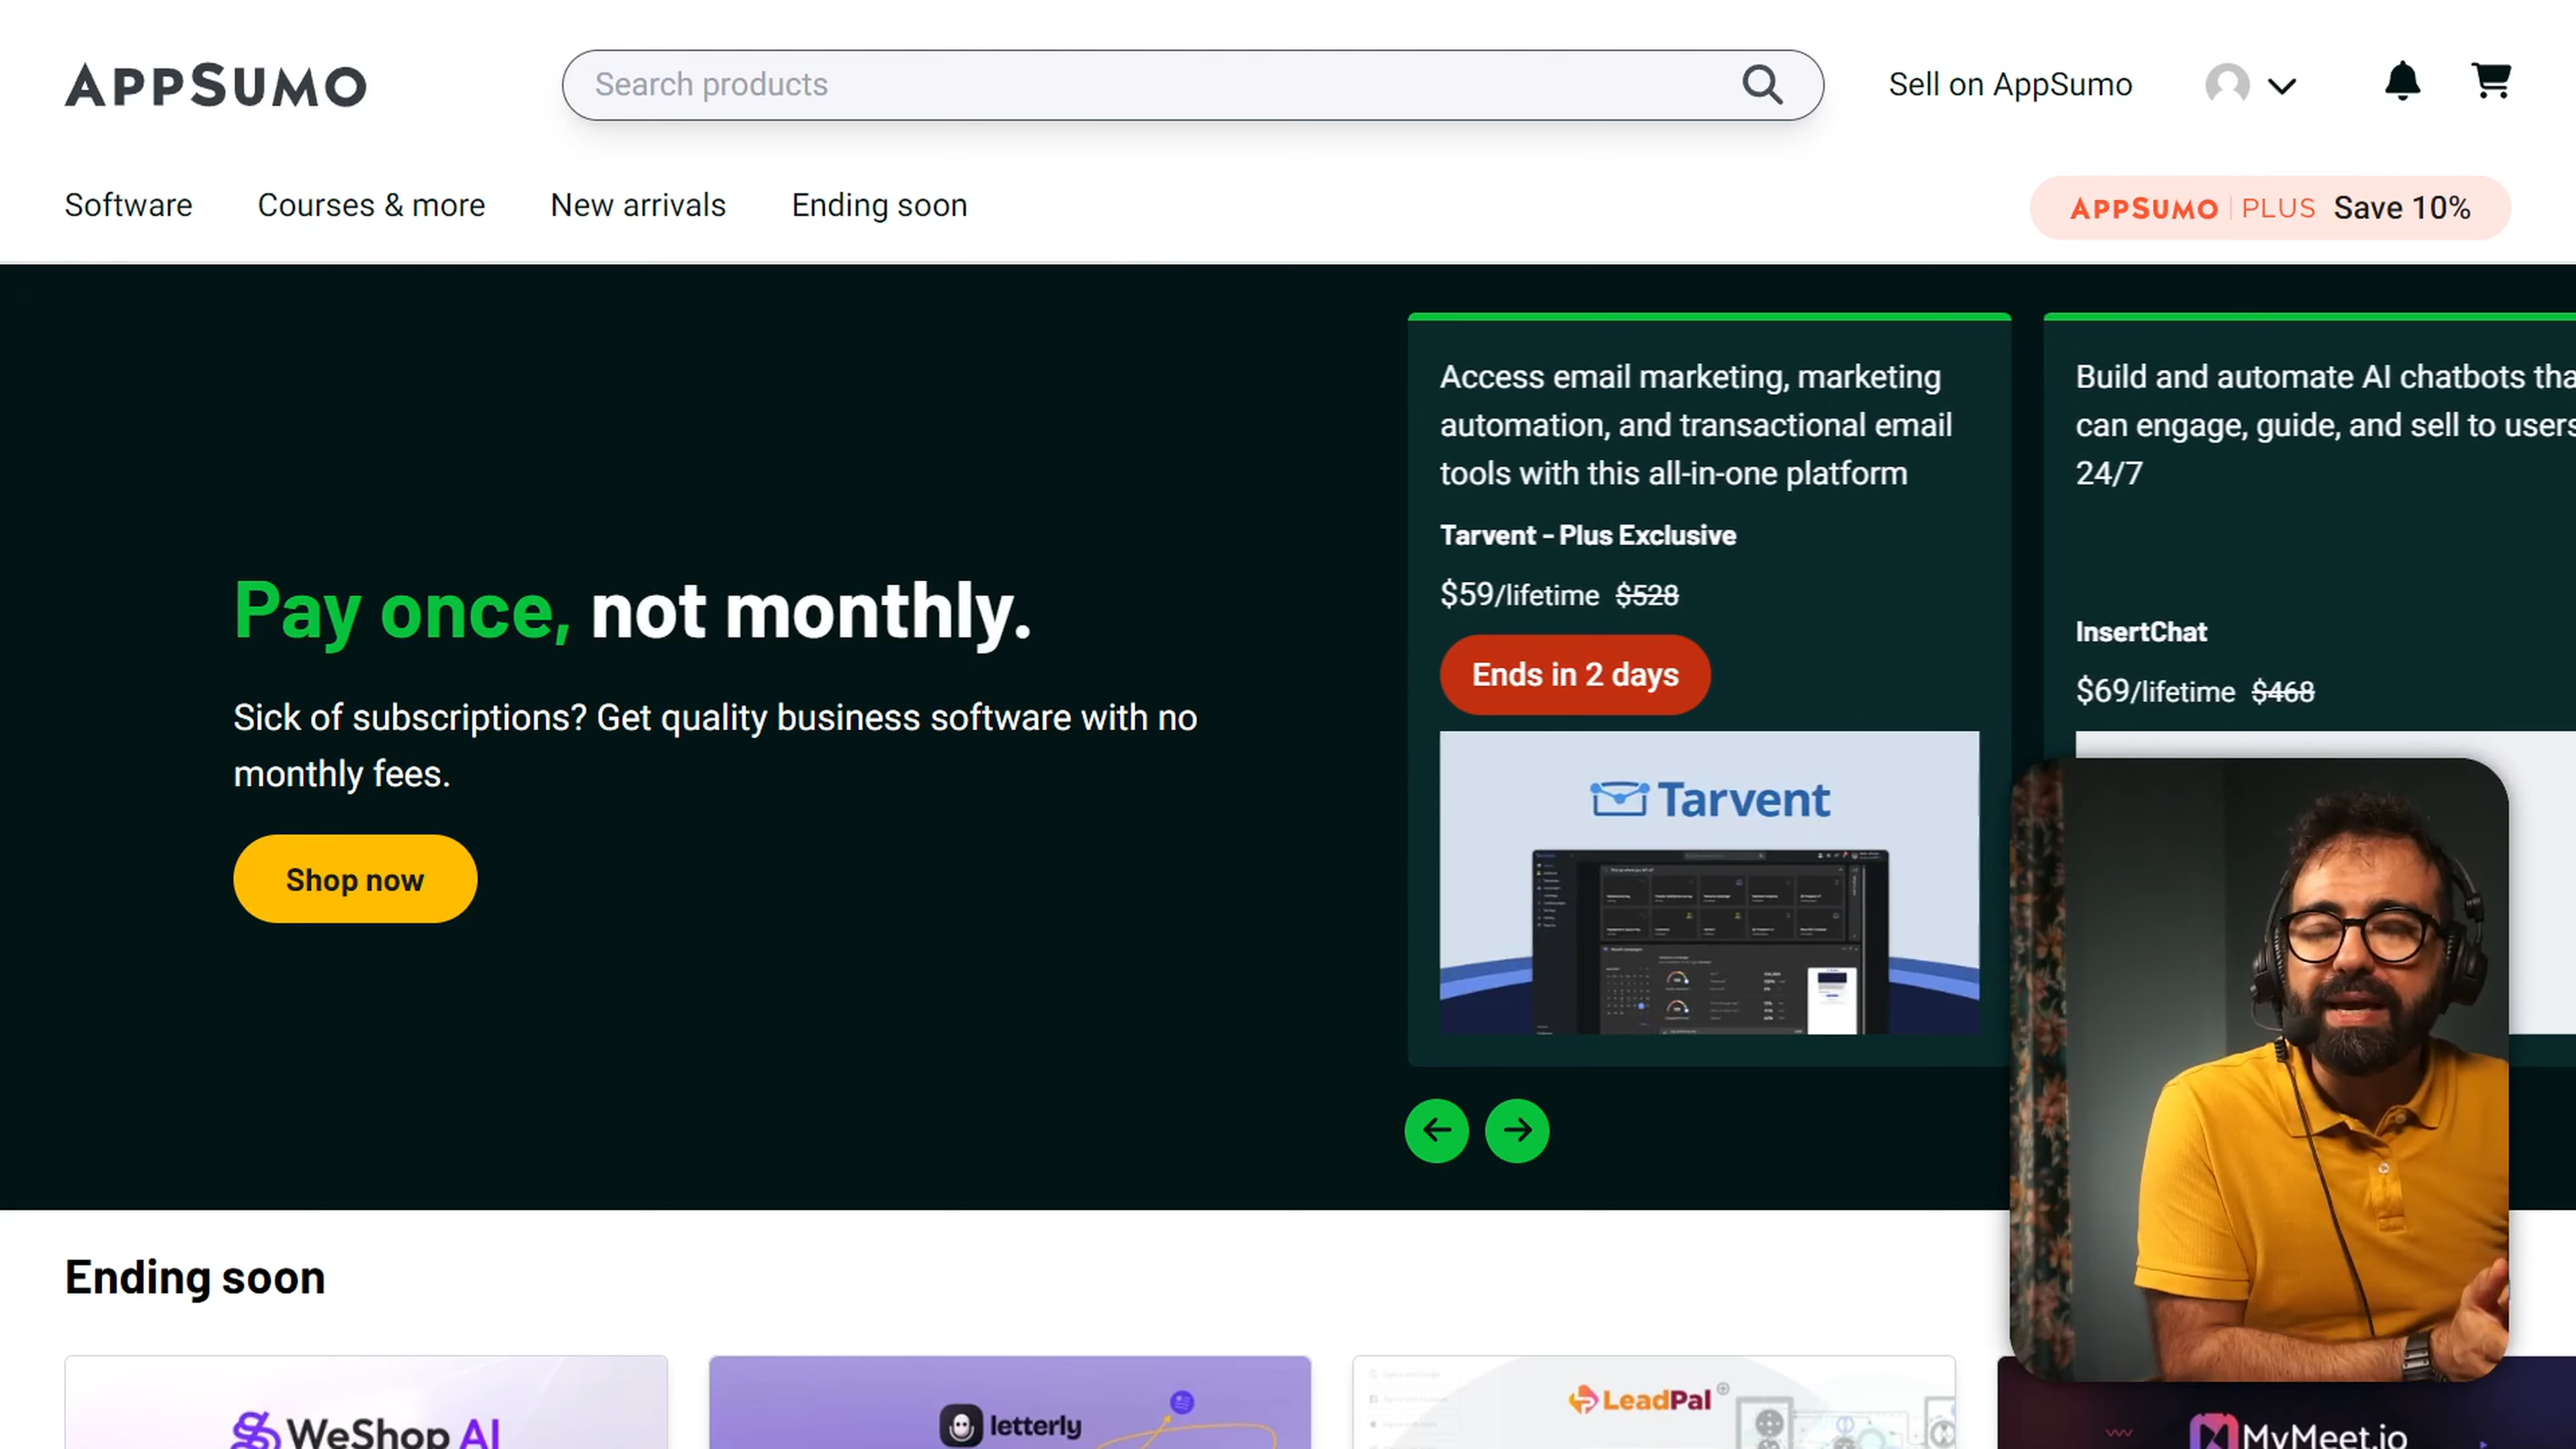 APPSUMO
Search products
Sell on AppSumo
Software
Courses & more
New arrivals
Ending soon
APPSUMO | PLUS Save 10%
Pay once, not monthly.
Sick of subscriptions? Get quality business software with no
monthly fees.
Shop now
Access email marketing, marketing
automation, and transactional email
tools with this all-in-one platform
Tarvent - Plus Exclusive
$59/lifetime $528
Ends in 2 days
Tarvent
Build and automate AI chatbots tha
can engage, guide, and sell to users
24/7
InsertChat
$69/lifetime $468
Ending soon
WeShop AI
letterly
LeadPal
MyMeet.io